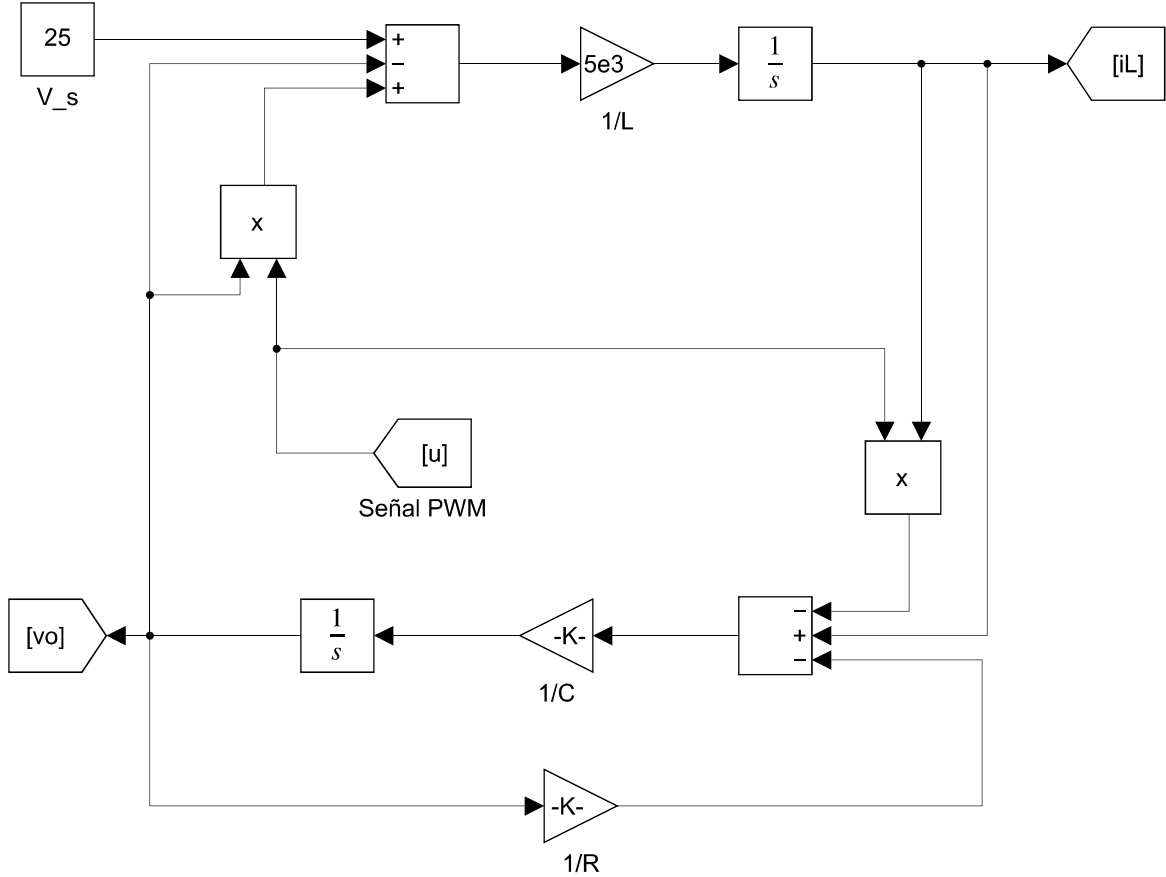 25
V_s
+
−
+
5e3
1/L
1
s
[iL]
x
[u]
Señal PWM
x
[vo]
1
s
-K-
1/C
−
+
−
-K-
1/R